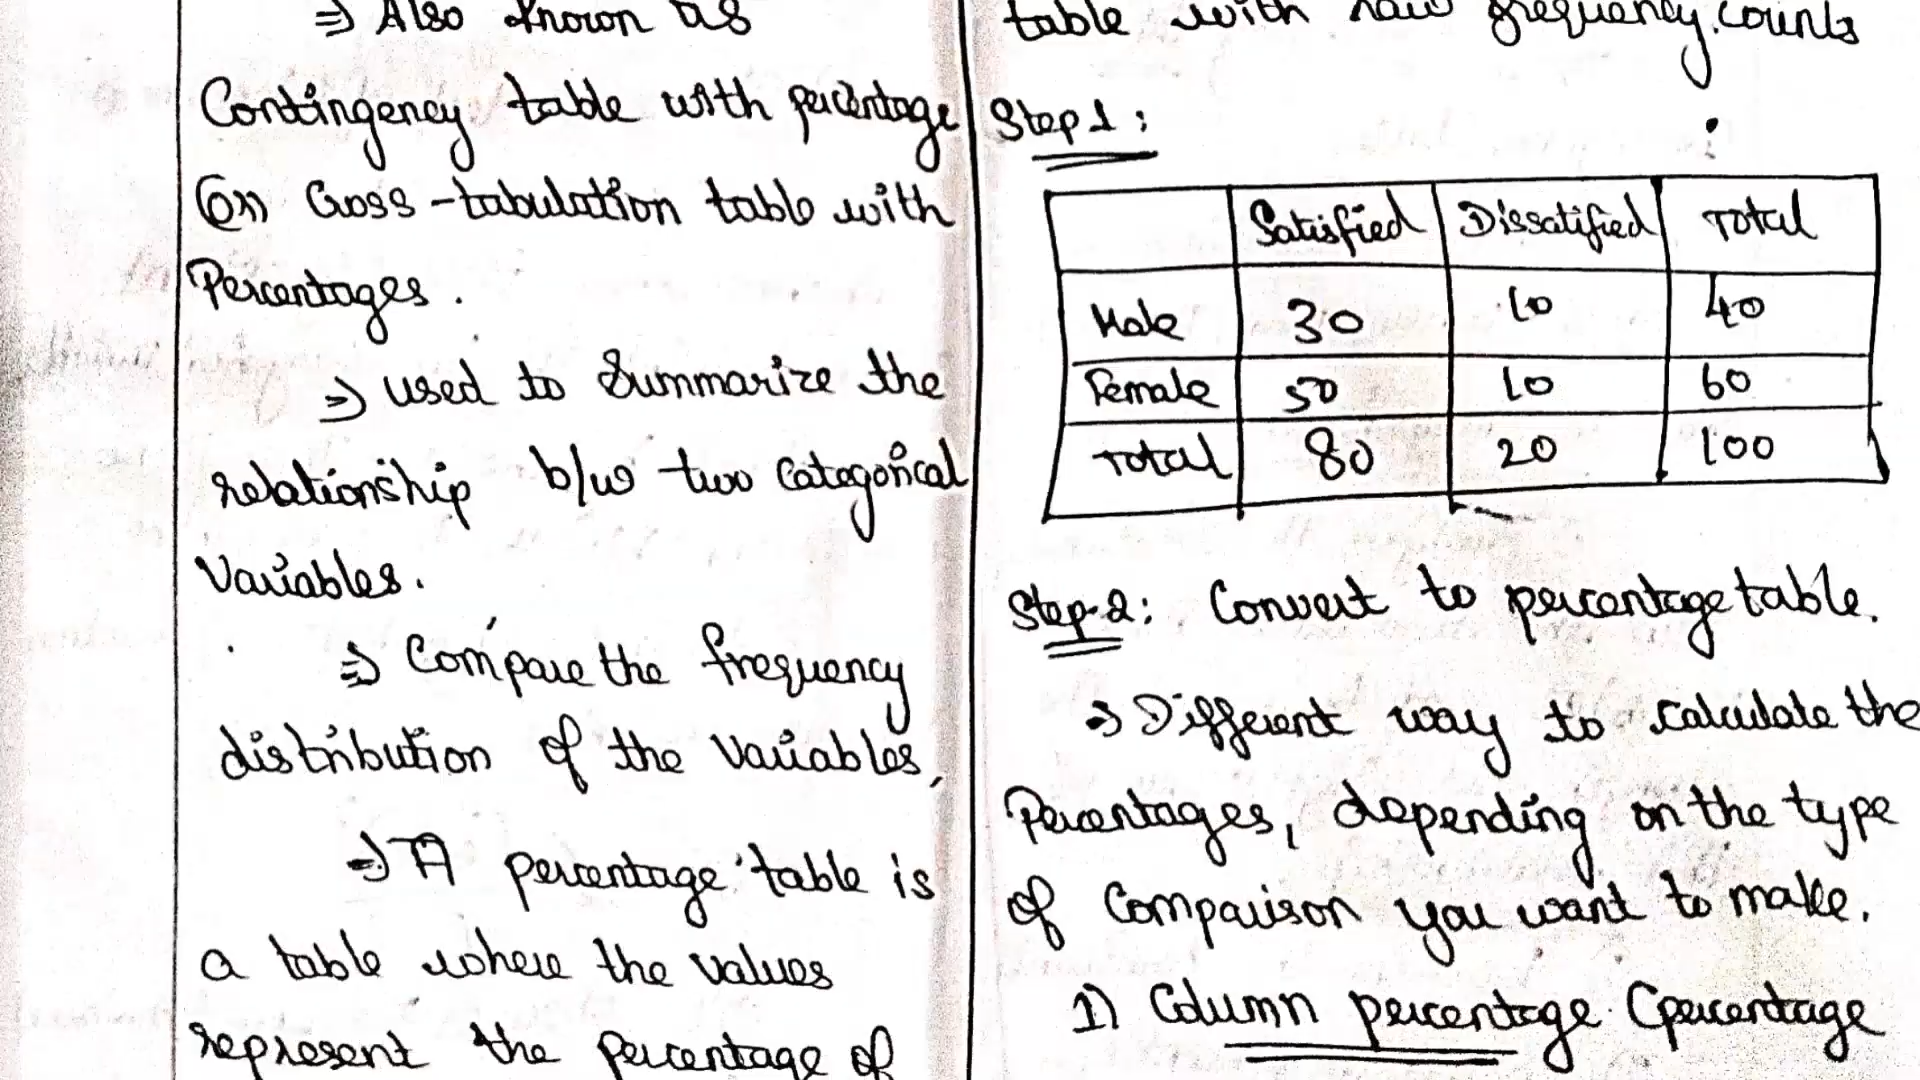 ⇒ Also known as
Contingency table with percentage
(or) Cross-tabulation table with
Percentages.
⇒ used to Summarize the
relationship b/w two Categorical
Variables.
⇒ Compare the frequency
distribution of the variables,
⇒ A percentage table is
a table where the values
represent the percentage of
table with raw frequency counts
Step 1:
Satisfied Dissatified Total
Male 30 10 40
Female 50 10 60
Total 80 20 100
Step-2: Convert to percentage table.
⇒ Different way to calculate the
Percentages, depending on the type
of Comparison you want to make.
1) Column percentage (percentage